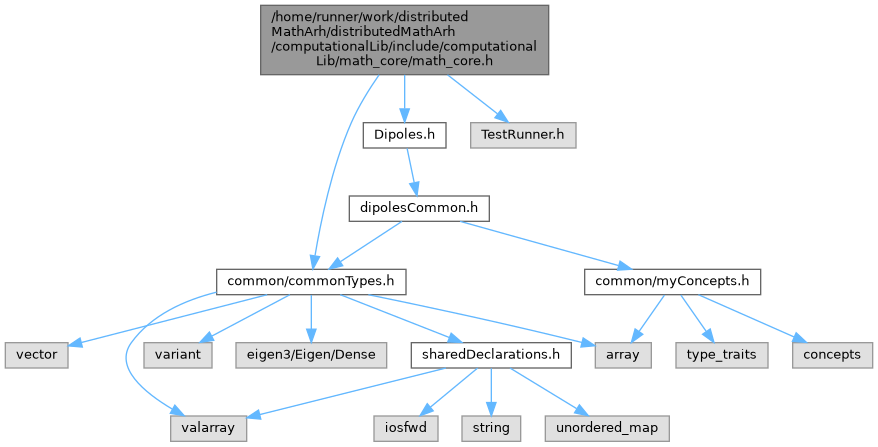 /home/runner/work/distributed
MathArh/distributedMathArh
/computationalLib/include/computational
Lib/math_core/math_core.h
Dipoles.h
TestRunner.h
dipolesCommon.h
common/commonTypes.h
common/myConcepts.h
vector
variant
eigen3/Eigen/Dense
sharedDeclarations.h
array
type_traits
concepts
valarray
iosfwd
string
unordered_map